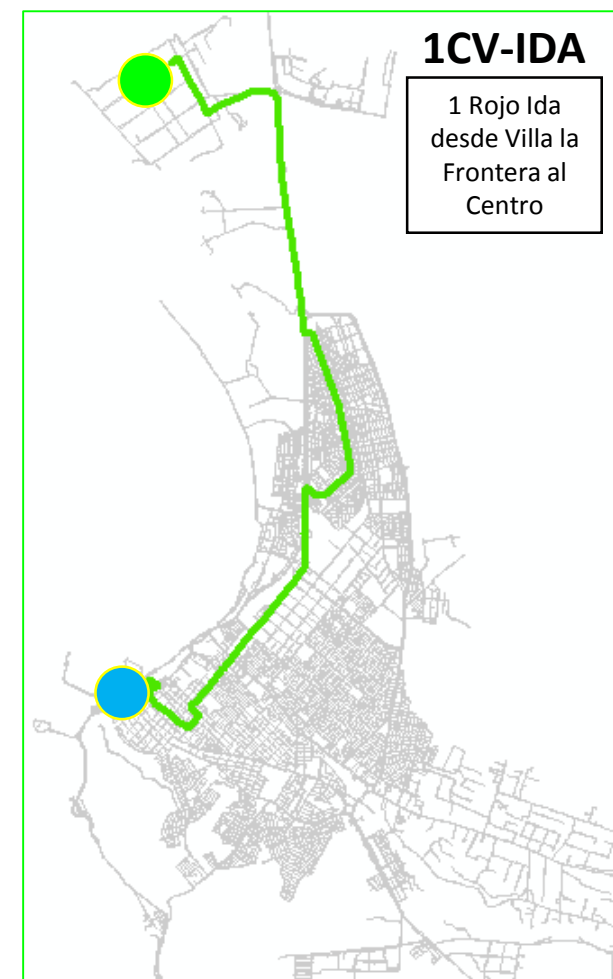 1CV-IDA
1 Rojo Ida
desde Villa la
Frontera al
Centro